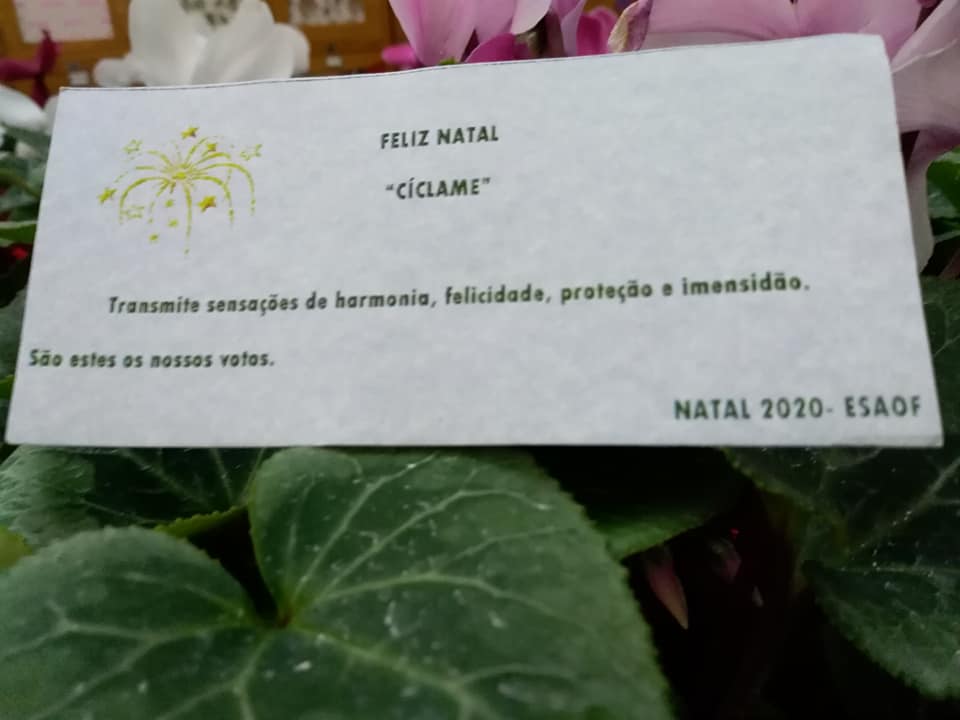 FELIZ NATAL
“CÍCLAME”
Transmite sensações de harmonia, felicidade, proteção e imensidão.
São estes os nossos votos.
NATAL 2020- ESAOF